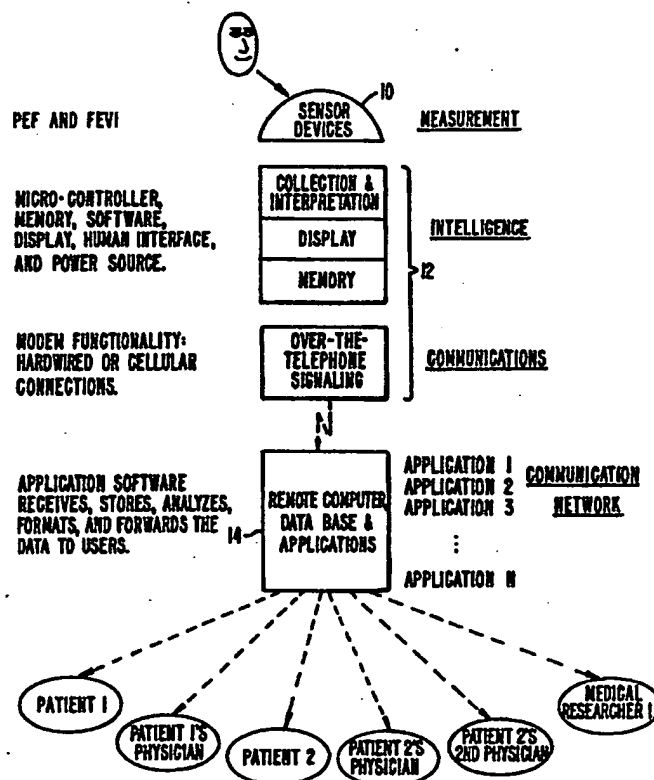 10
SENSOR
DEVICES
PEF AND FEVI
MEASUREMENT
COLLECTION &
INTERPRETATION
DISPLAY
MEMORY
MICRO-CONTROLLER,
MEMORY, SOFTWARE,
DISPLAY, HUMAN INTERFACE,
AND POWER SOURCE.
INTELLIGENCE
12
MODEM FUNCTIONALITY:
HARDWIRED OR CELLULAR
CONNECTIONS.
OVER-THE-
TELEPHONE
SIGNALING
COMMUNICATIONS
APPLICATION SOFTWARE
RECEIVES, STORES, ANALYZES,
FORMATS, AND FORWARDS THE
DATA TO USERS.
14
REMOTE COMPUTER
DATA BASE &
APPLICATIONS
APPLICATION 1
APPLICATION 2
APPLICATION 3
⋮
APPLICATION N
COMMUNICATION
NETWORK
PATIENT 1
PATIENT 1'S
PHYSICIAN
PATIENT 2
PATIENT 2'S
PHYSICIAN
PATIENT 2'S
2ND PHYSICIAN
MEDICAL
RESEARCHER 1